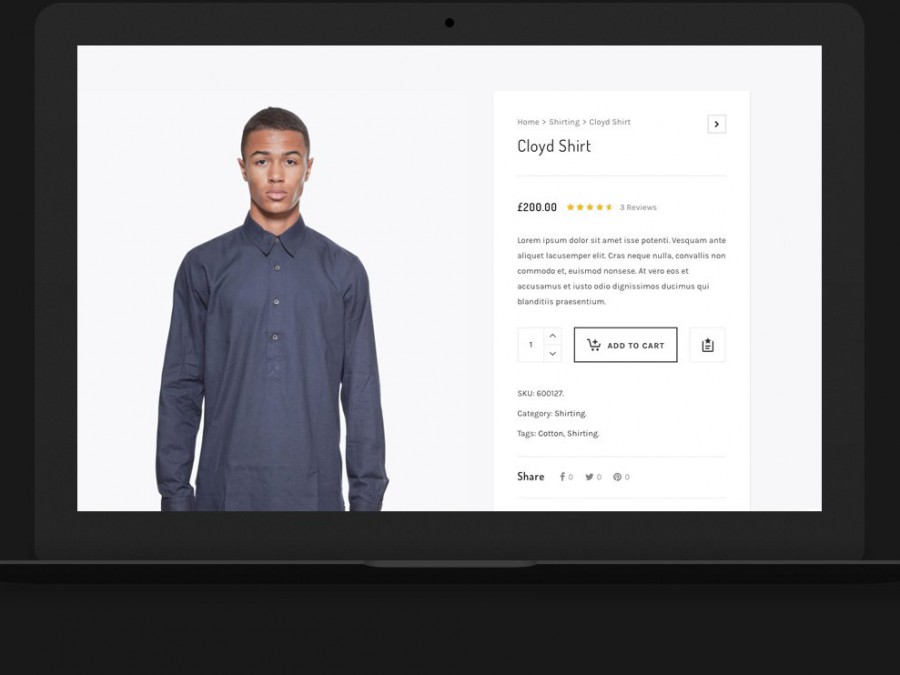 Home > Shirting > Cloyd Shirt
Cloyd Shirt
£200.00 3 Reviews
Lorem ipsum dolor sit amet isse potenti. Vesquam ante
aliquet lacusemper elit. Cras neque nulla, convallis non
commodo et, euismod nonsese. At vero eos et
accusamus et iusto odio dignissimos ducimus qui
blanditiis praesentium.
1 ADD TO CART
SKU: 600127.
Category: Shirting.
Tags: Cotton, Shirting.
Share 0 0 0